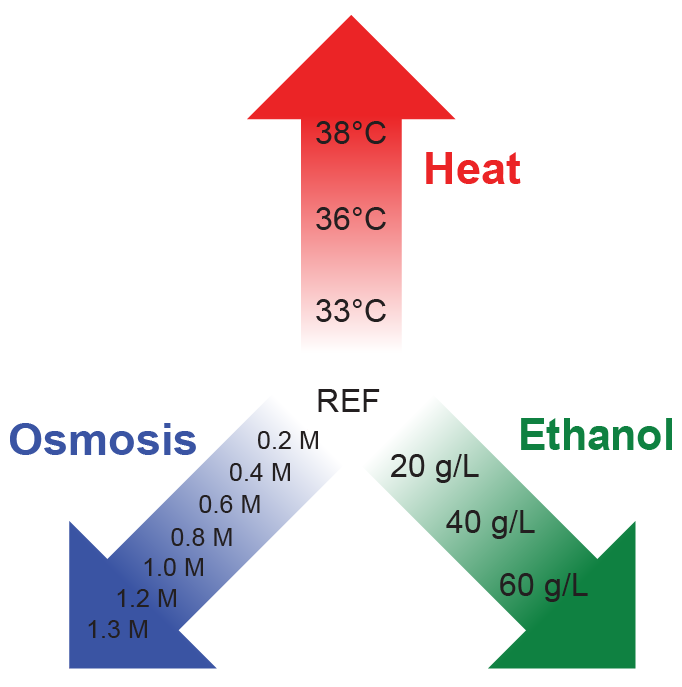 38°C
Heat
36°C
33°C
REF
Osmosis
0.2 M
0.4 M
0.6 M
0.8 M
1.0 M
1.2 M
1.3 M
Ethanol
20 g/L
40 g/L
60 g/L